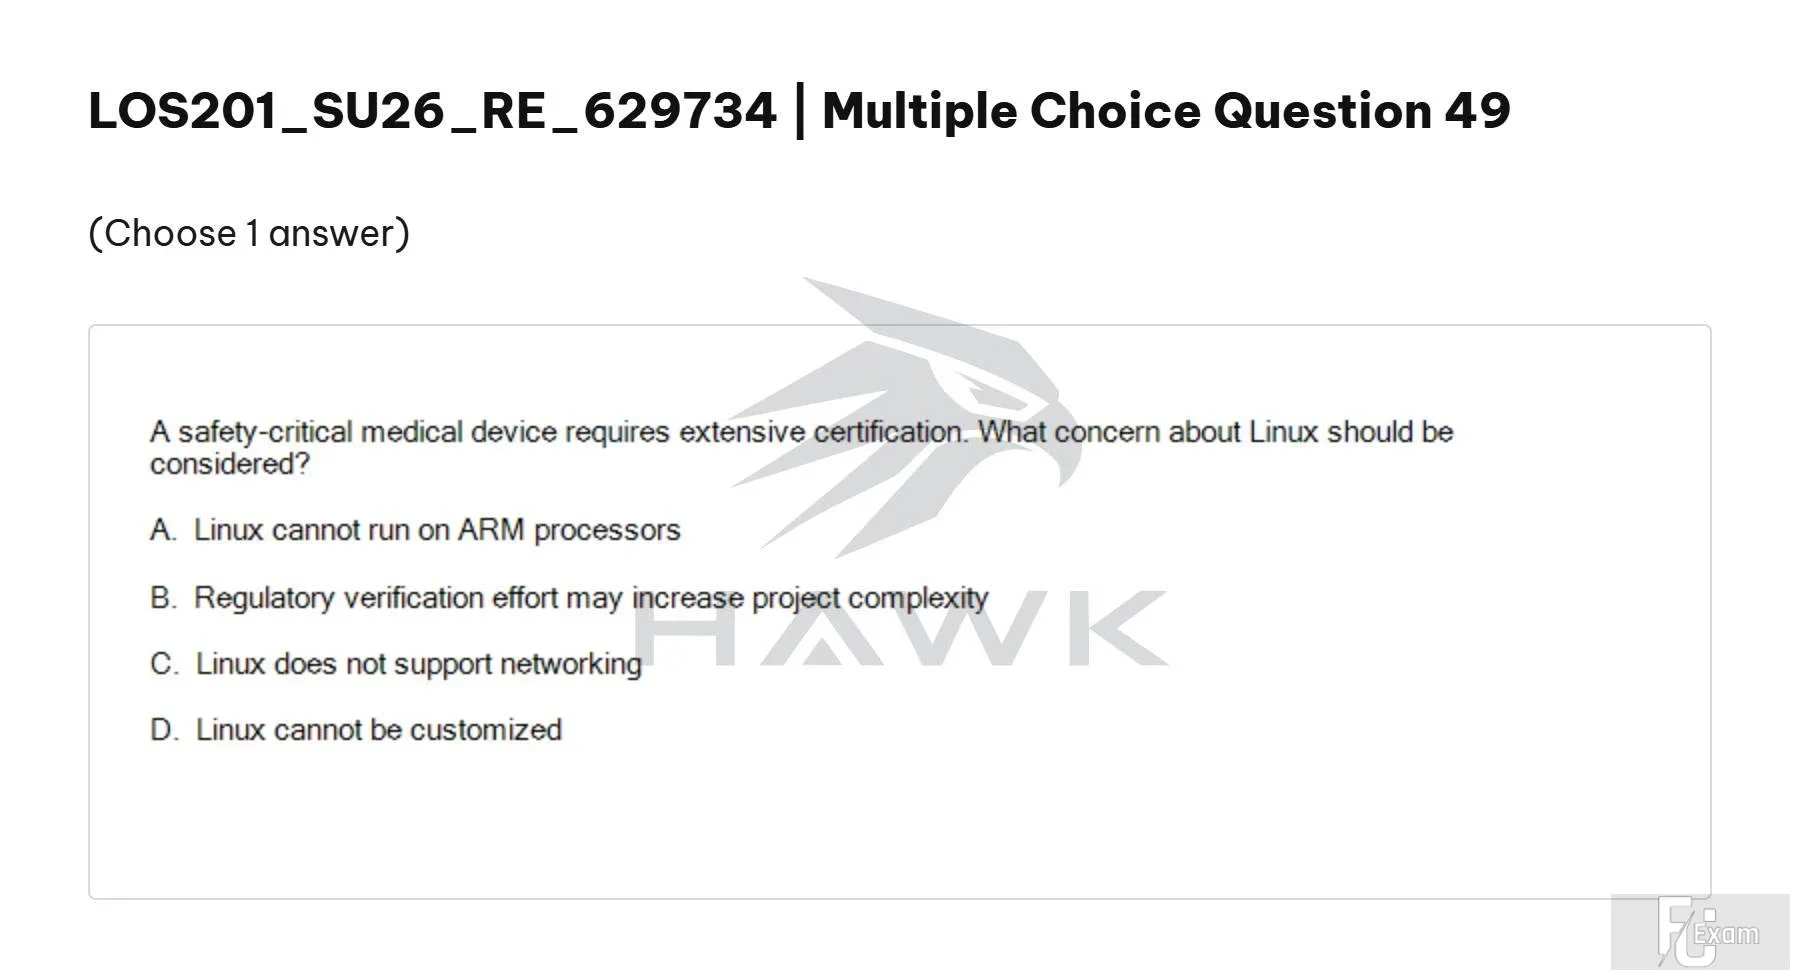 LOS201_SU26_RE_629734 | Multiple Choice Question 49
(Choose 1 answer)
A safety-critical medical device requires extensive certification. What concern about Linux should be
considered?
A. Linux cannot run on ARM processors
B. Regulatory verification effort may increase project complexity
HAWK
C. Linux does not support networking
D. Linux cannot be customized
FC Exam